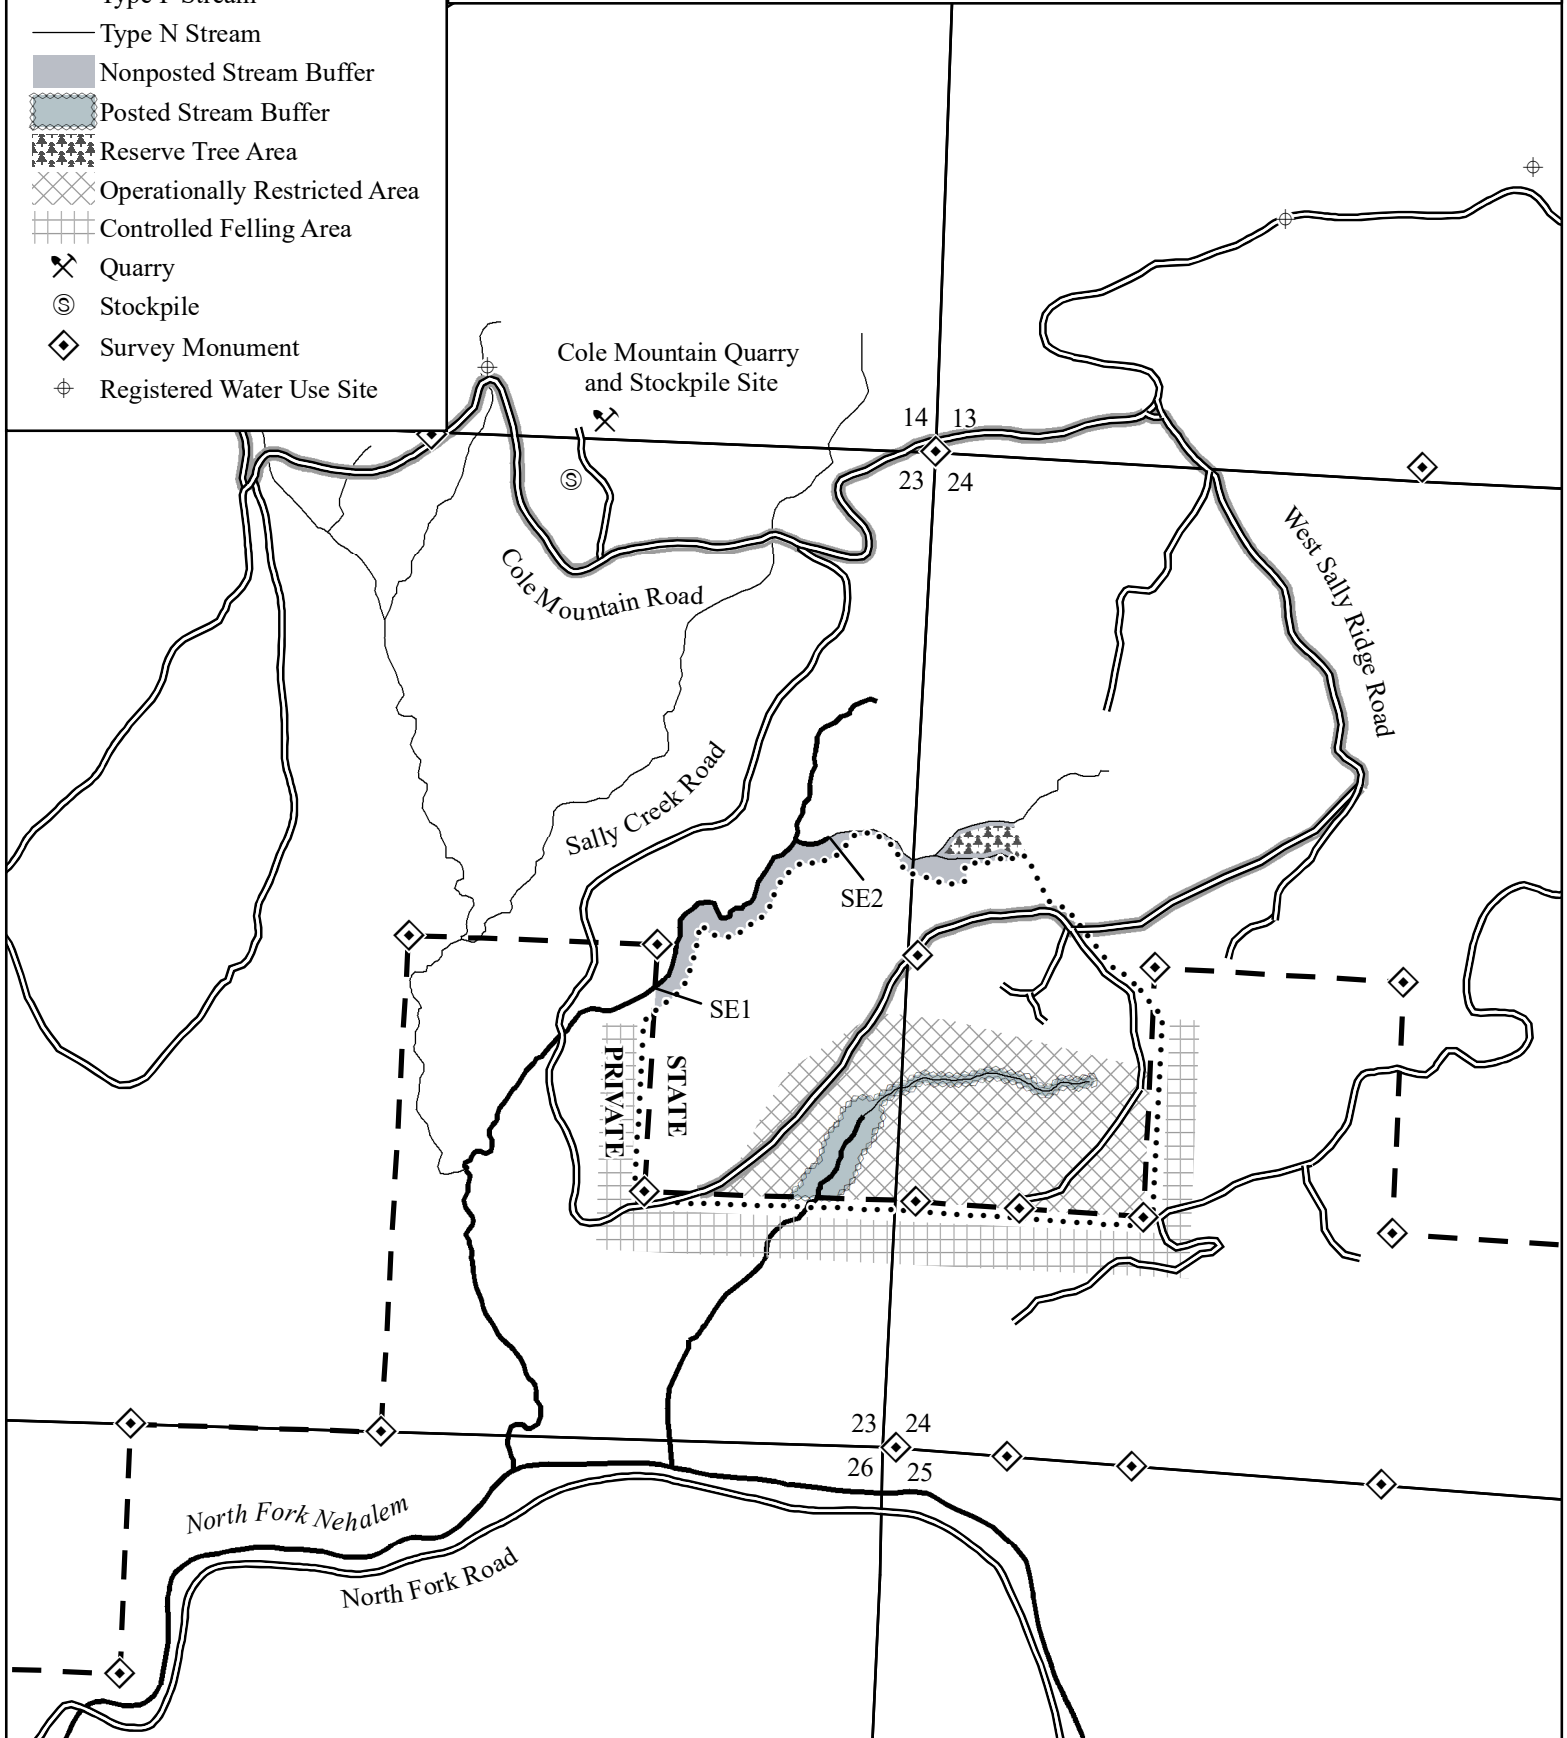 Type F Stream
Type N Stream
Nonposted Stream Buffer
Posted Stream Buffer
Reserve Tree Area
Operationally Restricted Area
Controlled Felling Area
Quarry
S
Stockpile
Survey Monument
Registered Water Use Site
Cole Mountain Quarry
and Stockpile Site
14 13
23 24
S
Cole Mountain Road
West Sally Ridge Road
Sally Creek Road
SE2
SE1
PRIVATE
STATE
23 24
26 25
North Fork Nehalem
North Fork Road